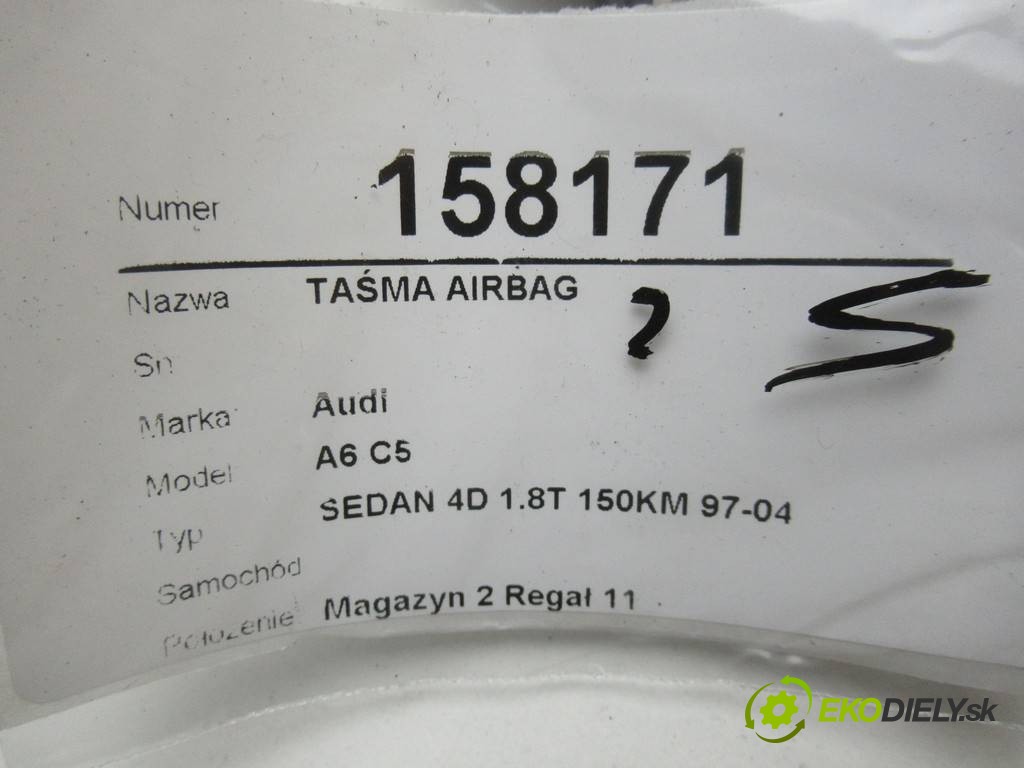 Numer 158171
Nazwa TAŚMA AIRBAG
2 5
Sn
Marka Audi
Model A6 C5
Typ SEDAN 4D 1.8T 150KM 97-04
Samochód
Położenie Magazyn 2 Regał 11
EKODIELY.sk